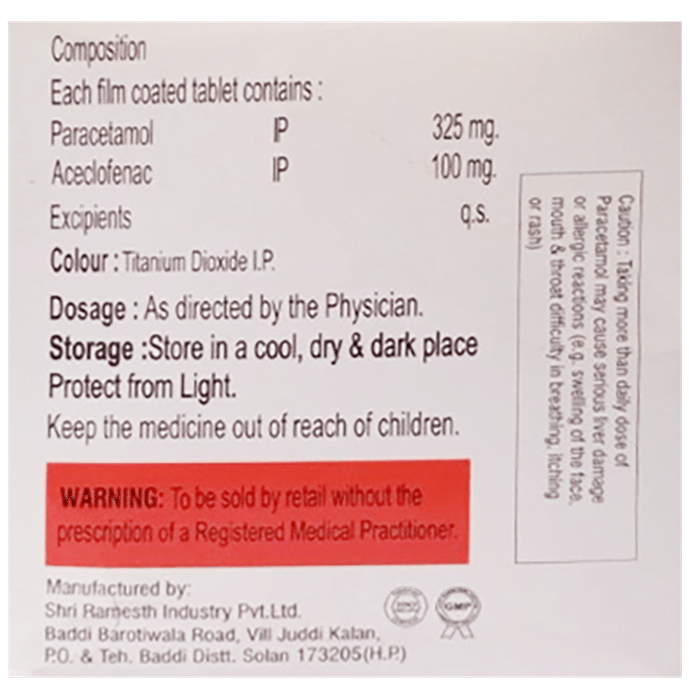 Composition
Each film coated tablet contains :
Paracetamol IP 325 mg.
Aceclofenac IP 100 mg.
Excipients q.s.
Colour : Titanium Dioxide I.P.
Dosage : As directed by the Physician.
Storage :Store in a cool, dry & dark place
Protect from Light.
Keep the medicine out of reach of children.
WARNING: To be sold by retail without the
prescription of a Registered Medical Practitioner.
Manufactured by:
Shri Ramesth Industry Pvt.Ltd.
Baddi Barotiwala Road, Vill Juddi Kalan,
P.O. & Teh. Baddi Distt. Solan 173205(H.P.)
GMP
Caution : Taking more than daily dose of
Paracetamol may cause serious liver damage
or allergic reactions (e.g. swelling of the face,
mouth & throat difficulty in breathing, itching
or rash)